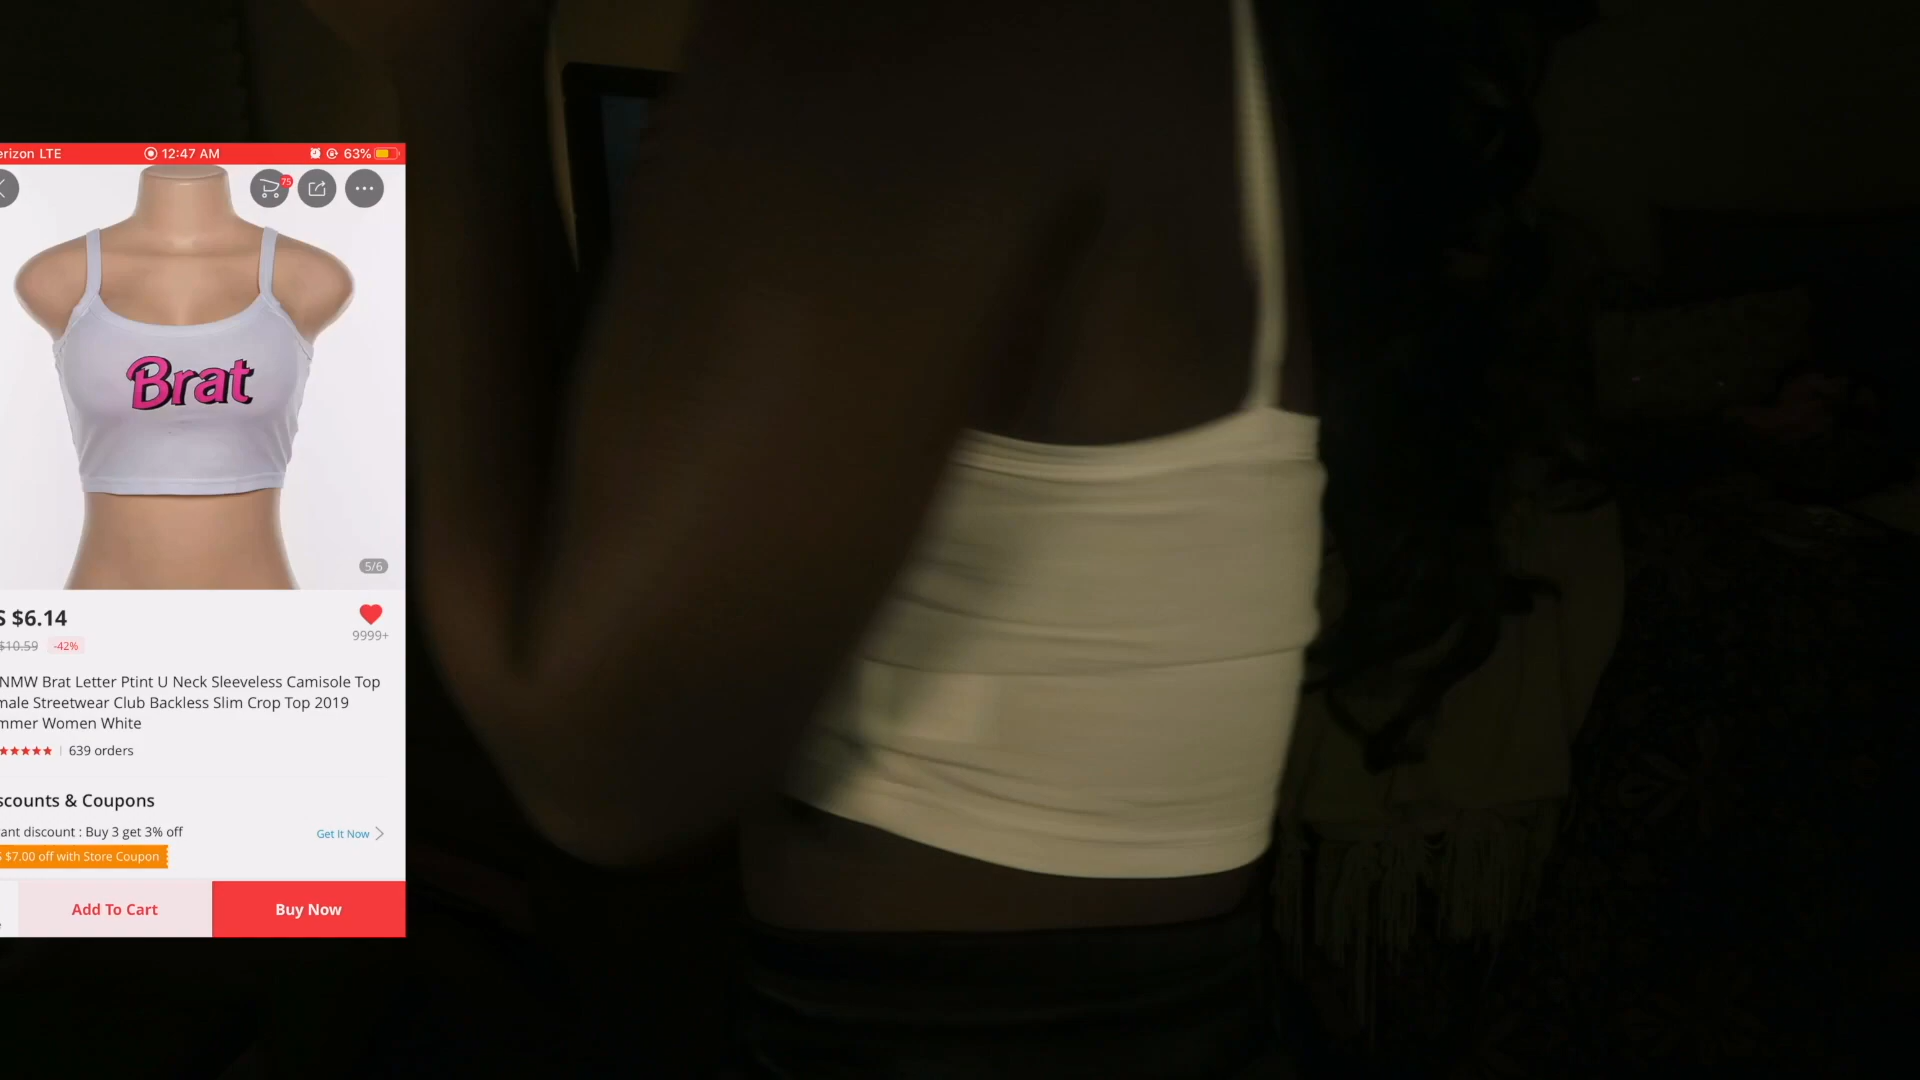 erizon LTE 12:47 AM 63%
75
Brat
5/6
$6.14
9999+
$10.59 -42%
NMW Brat Letter Ptint U Neck Sleeveless Camisole Top
male Streetwear Club Backless Slim Crop Top 2019
mmer Women White
639 orders
scounts & Coupons
ant discount : Buy 3 get 3% off
Get It Now
$7.00 off with Store Coupon
Add To Cart
Buy Now